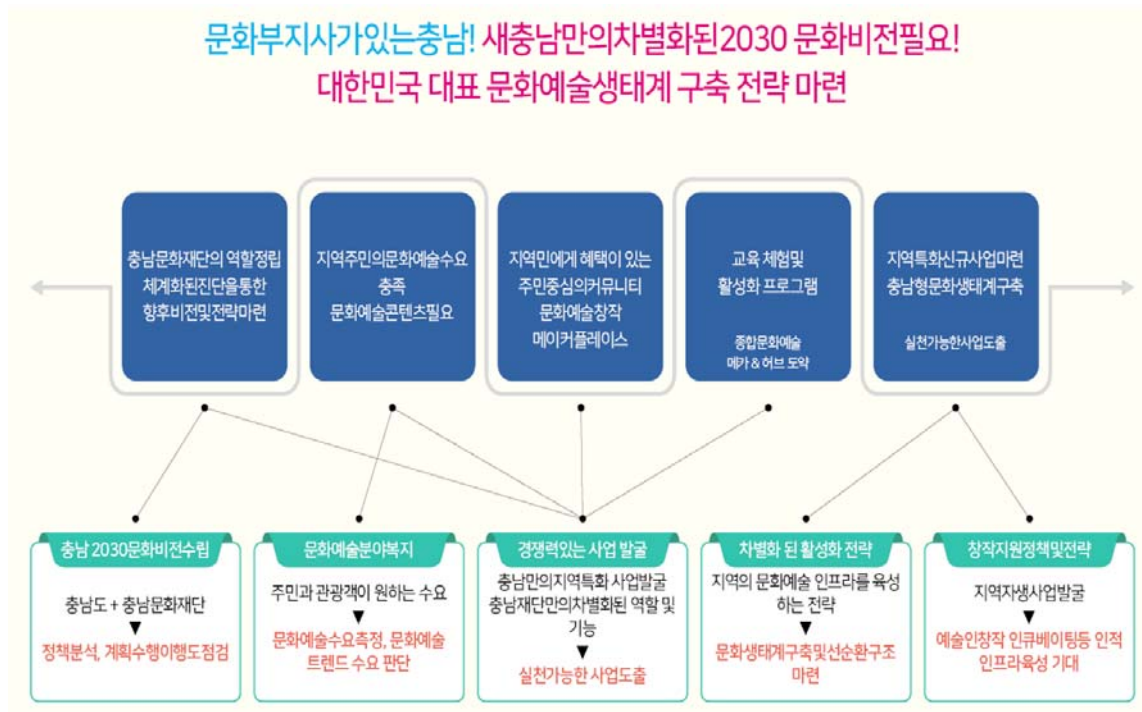 문화부지사가있는충남! 새충남만의차별화된2030 문화비전필요!
대한민국 대표 문화예술생태계 구축 전략 마련
충남문화재단의 역할정립
체계화된진단을통한
향후비전및전략마련
지역주민의문화예술수요
충족
문화예술콘텐츠필요
지역민에게 혜택이 있는
주민중심의커뮤니티
문화예술창작
메이커플레이스
교육 체험및
활성화 프로그램
종합문화예술
메카 & 허브 도약
지역특화신규사업마련
충남형문화생태계구축
실천가능한사업도출
충남 2030문화비전수립
충남도 + 충남문화재단
정책분석, 계획수행이행도점검
문화예술분야복지
주민과 관광객이 원하는 수요
문화예술수요측정, 문화예술
트렌드 수요 판단
경쟁력있는 사업 발굴
충남만의지역특화 사업발굴
충남재단만의차별화된 역할 및
기능
실천가능한 사업도출
차별화 된 활성화 전략
지역의 문화예술 인프라를 육성
하는 전략
문화생태계구축및선순환구조
마련
창작지원정책및전략
지역자생사업발굴
예술인창작 인큐베이팅등 인적
인프라육성 기대